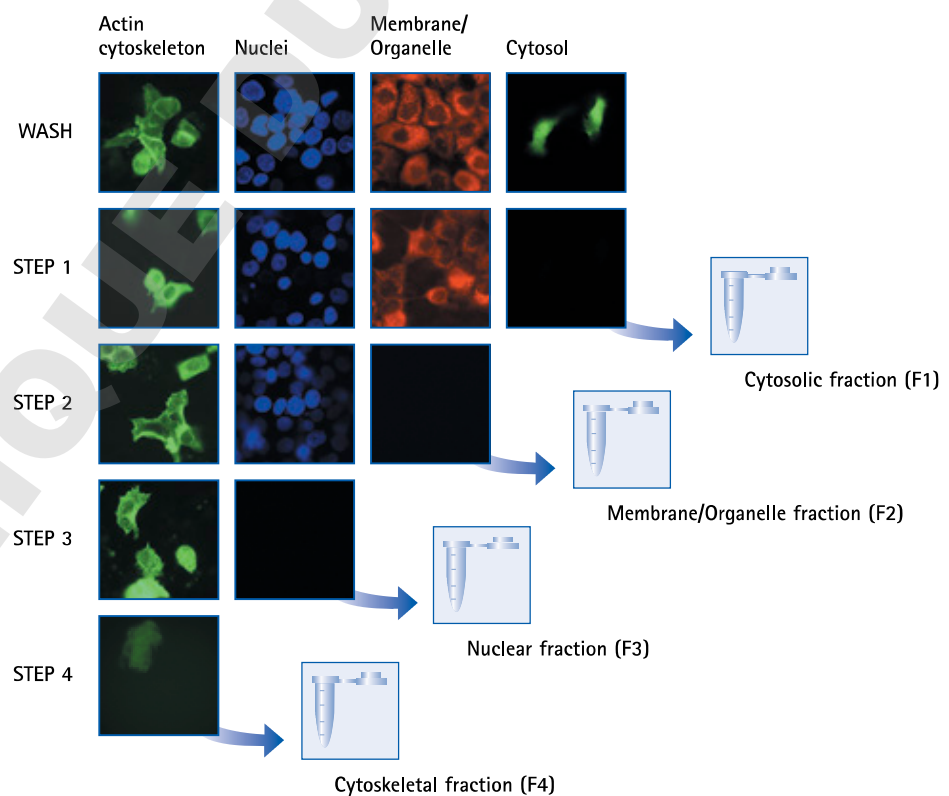 Actin
cytoskeleton
Nuclei
Membrane/
Organelle
Cytosol
WASH
STEP 1
Cytosolic fraction (F1)
STEP 2
Membrane/Organelle fraction (F2)
STEP 3
Nuclear fraction (F3)
STEP 4
Cytoskeletal fraction (F4)